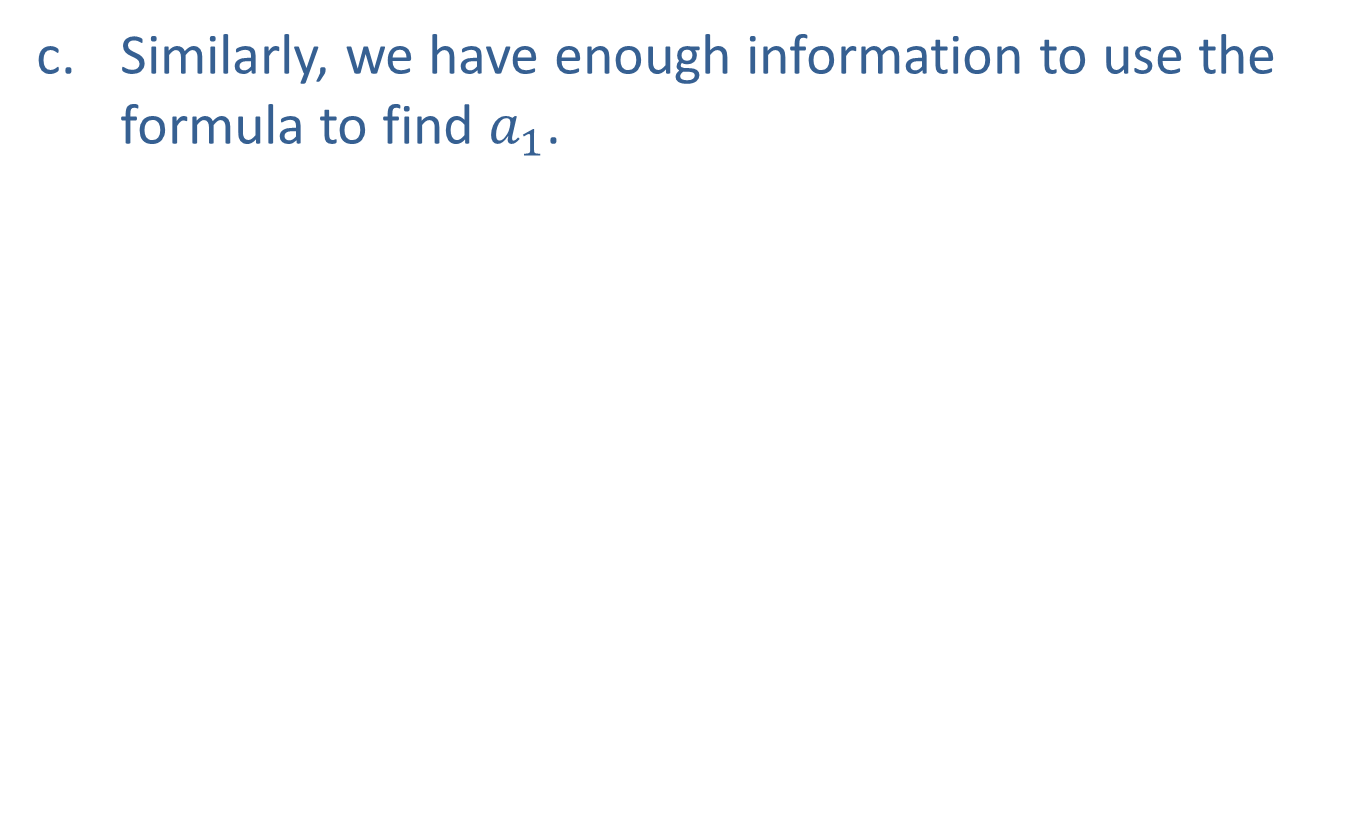 c. Similarly, we have enough information to use the
formula to find a₁.